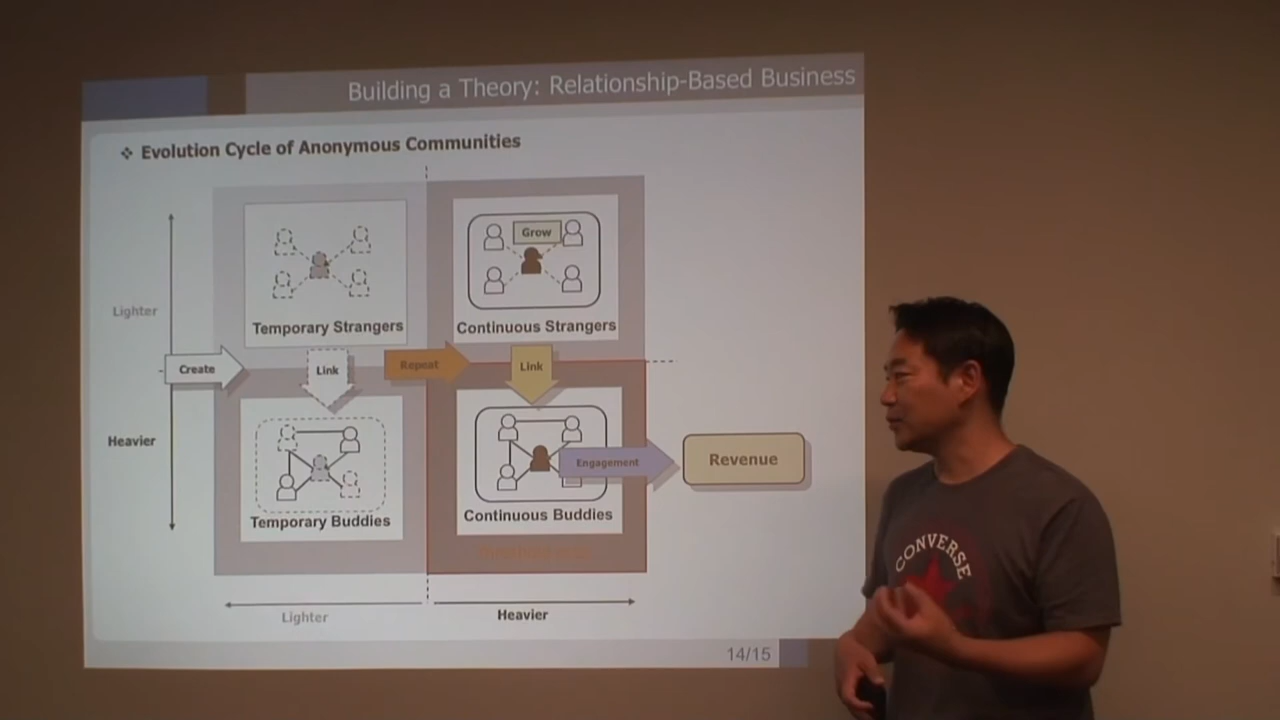 Building a Theory: Relationship-Based Business
❖ Evolution Cycle of Anonymous Communities
Grow
Lighter
Temporary Strangers
Continuous Strangers
Create
Link
Repeat
Link
Heavier
Engagement
Revenue
Temporary Buddies
Continuous Buddies
Lighter
Heavier
14/15
CONVERSE